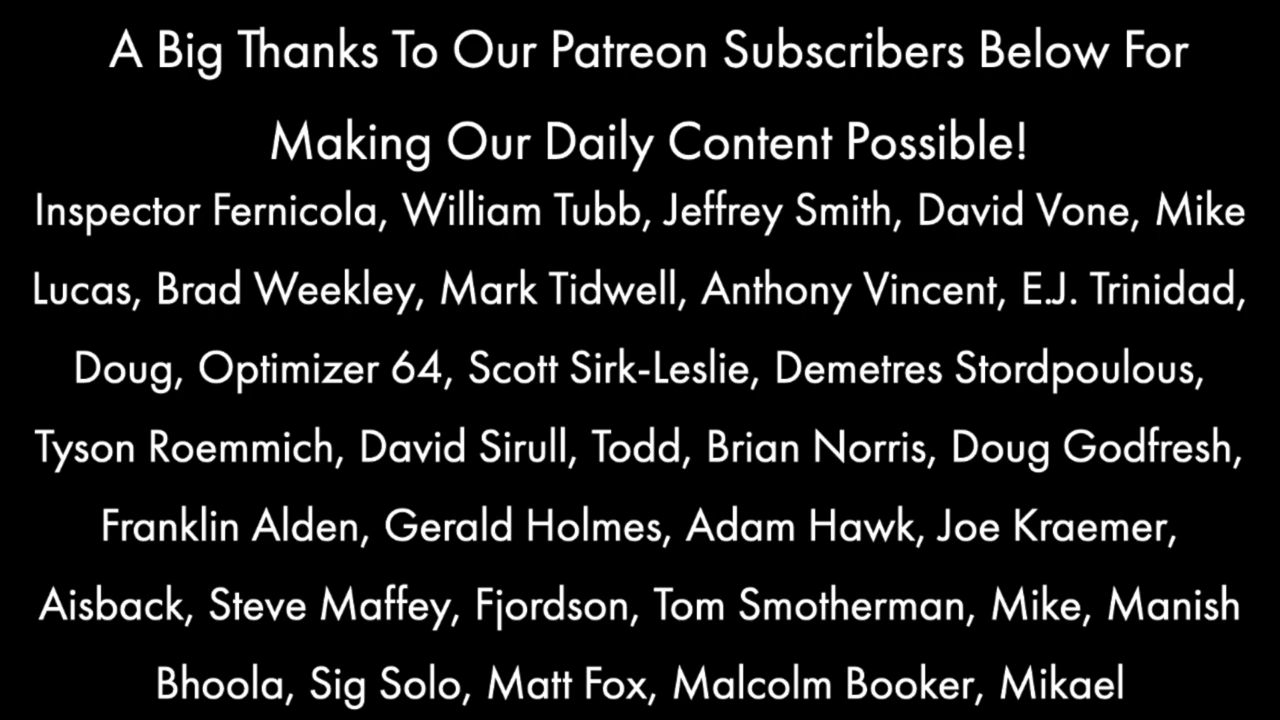 A Big Thanks To Our Patreon Subscribers Below For
Making Our Daily Content Possible!
Inspector Fernicola, William Tubb, Jeffrey Smith, David Vone, Mike
Lucas, Brad Weekley, Mark Tidwell, Anthony Vincent, E.J. Trinidad,
Doug, Optimizer 64, Scott Sirk-Leslie, Demetres Stordpoulous,
Tyson Roemmich, David Sirull, Todd, Brian Norris, Doug Godfresh,
Franklin Alden, Gerald Holmes, Adam Hawk, Joe Kraemer,
Aisback, Steve Maffey, Fjordson, Tom Smotherman, Mike, Manish
Bhoola, Sig Solo, Matt Fox, Malcolm Booker, Mikael